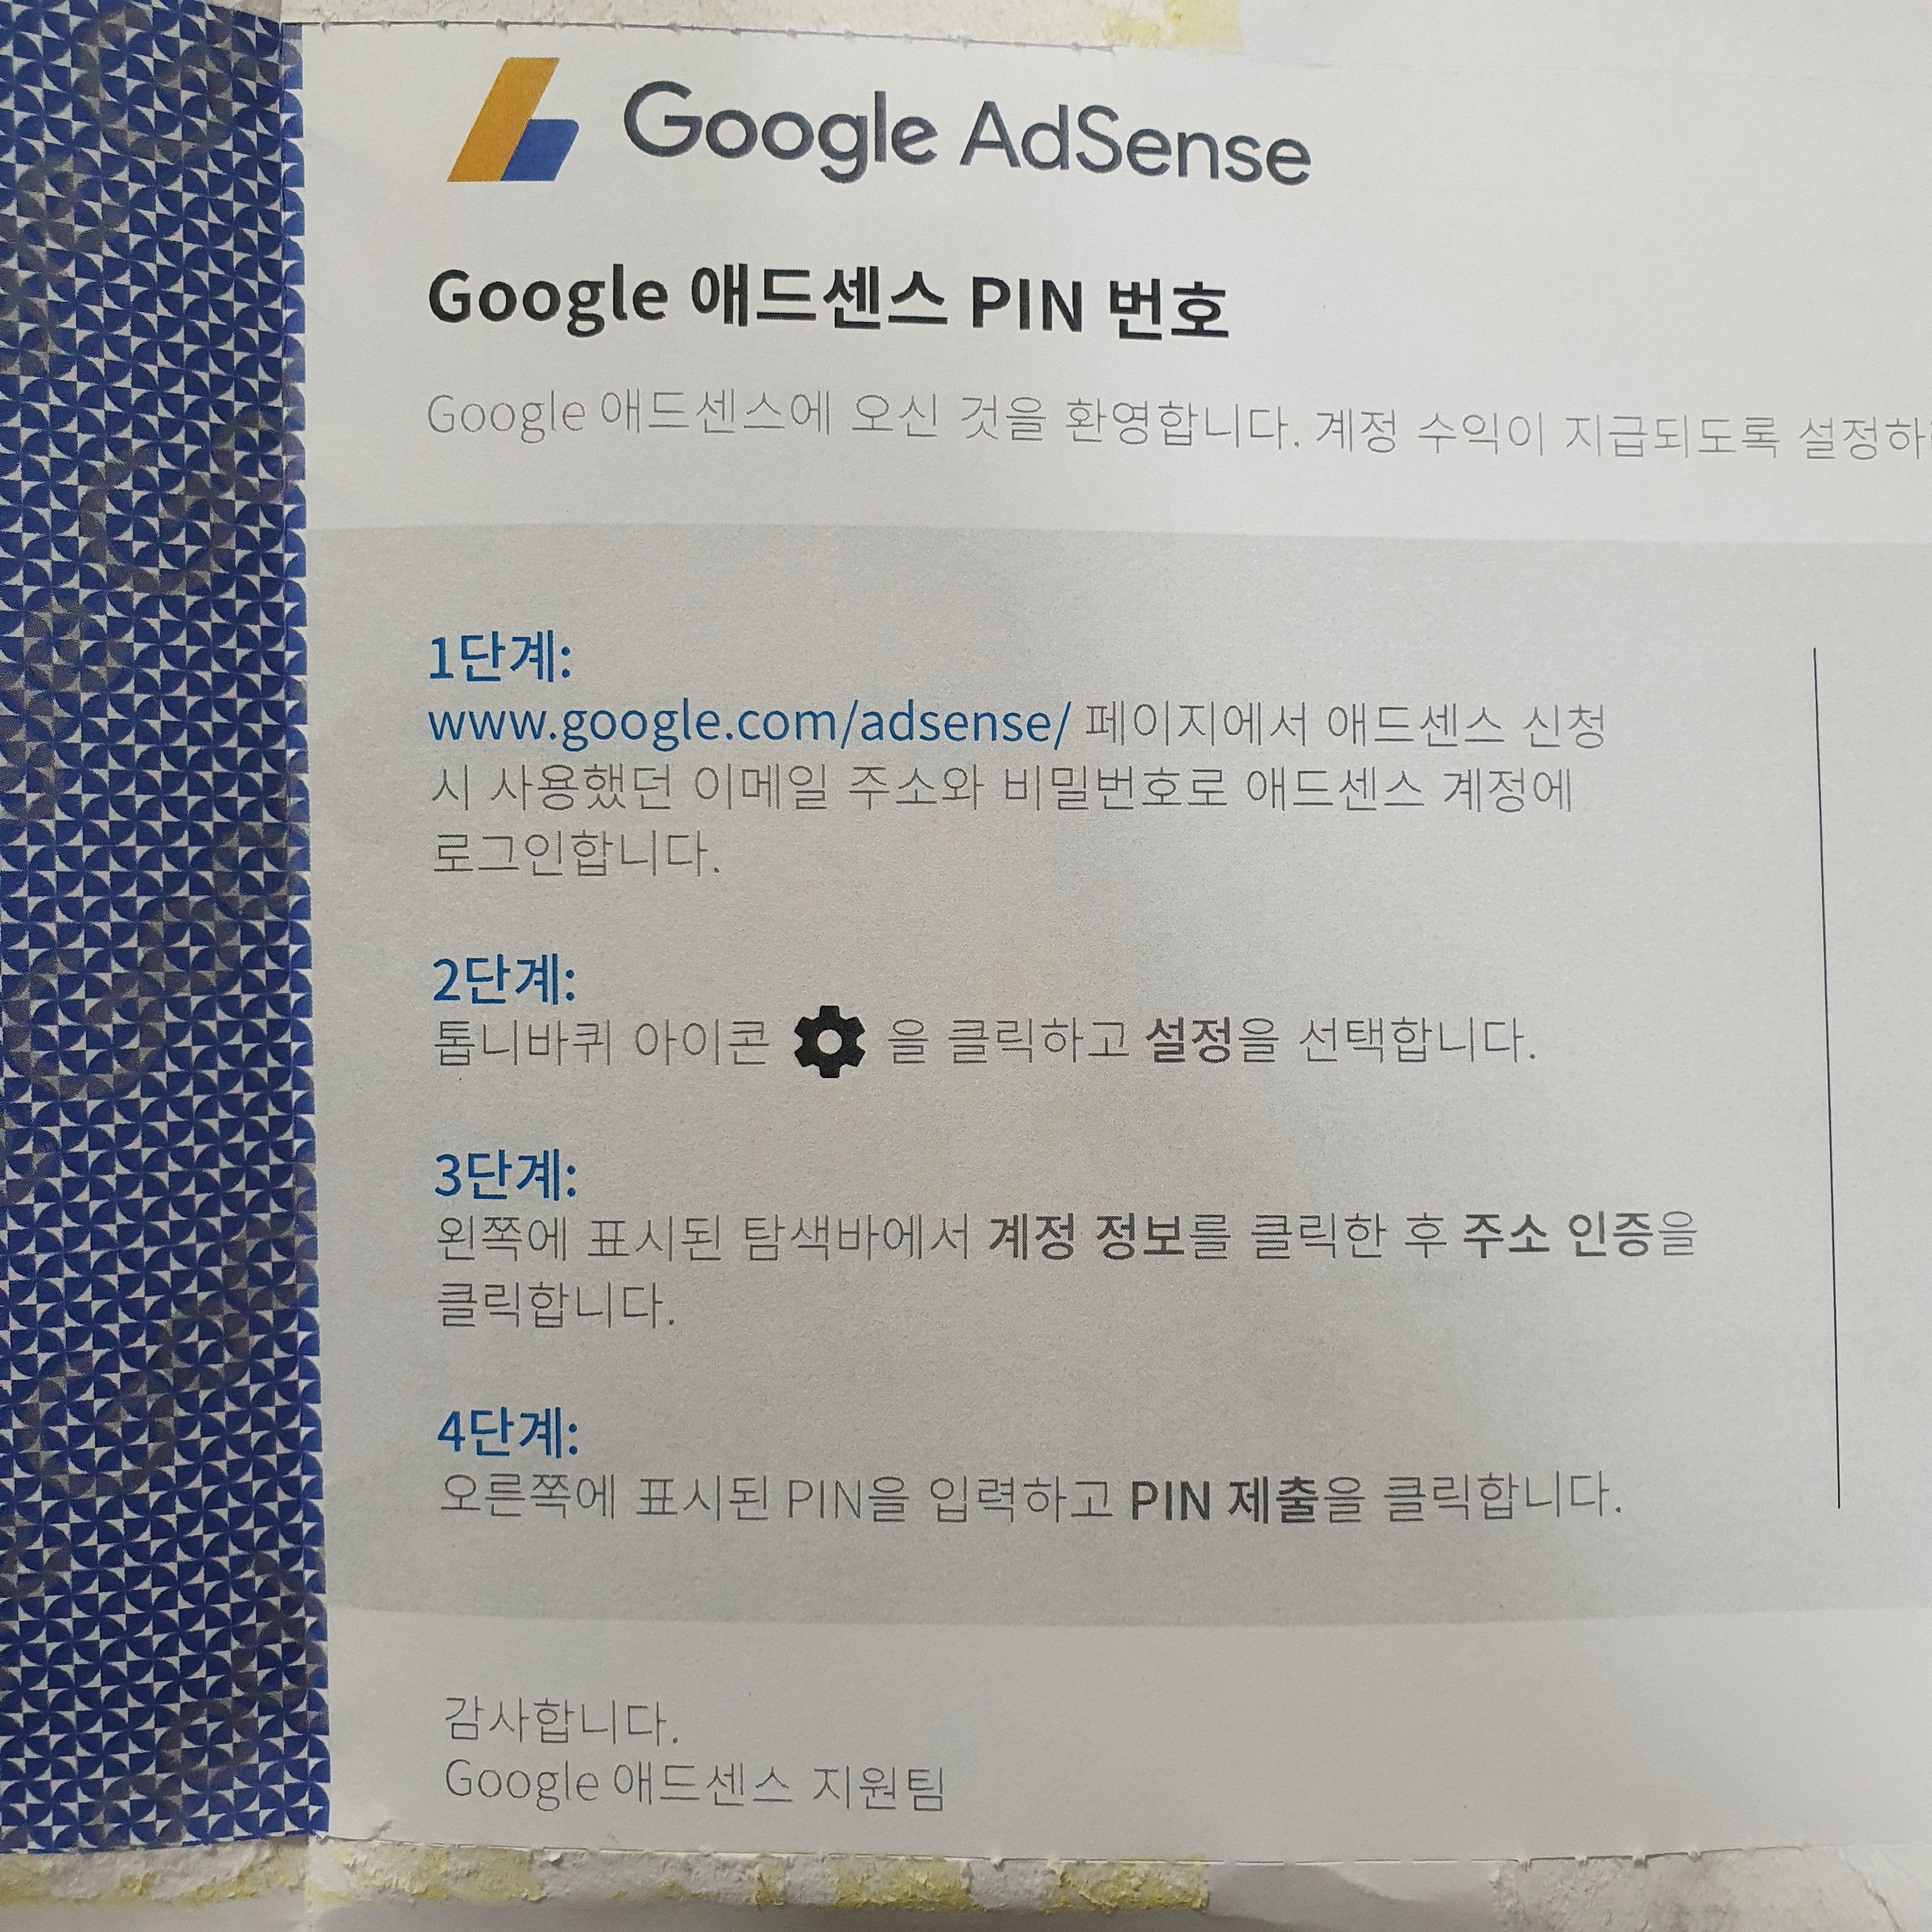 Google AdSense
Google 애드센스 PIN 번호
Google 애드센스에 오신 것을 환영합니다. 계정 수익이 지급되도록
1단계:
www.google.com/adsense/ 페이지에서 애드센스 신청
시 사용했던 이메일 주소와 비밀번호로 애드센스 계정에
로그인합니다.
2단계:
톱니바퀴 아이콘 을 클릭하고 설정을 선택합니다.
3단계:
왼쪽에 표시된 탐색바에서 계정 정보를 클릭한 후 주소 인증을
클릭합니다.
4단계:
오른쪽에 표시된 PIN을 입력하고 PIN 제출을 클릭합니다.
감사합니다.
Google 애드센스 지원팀